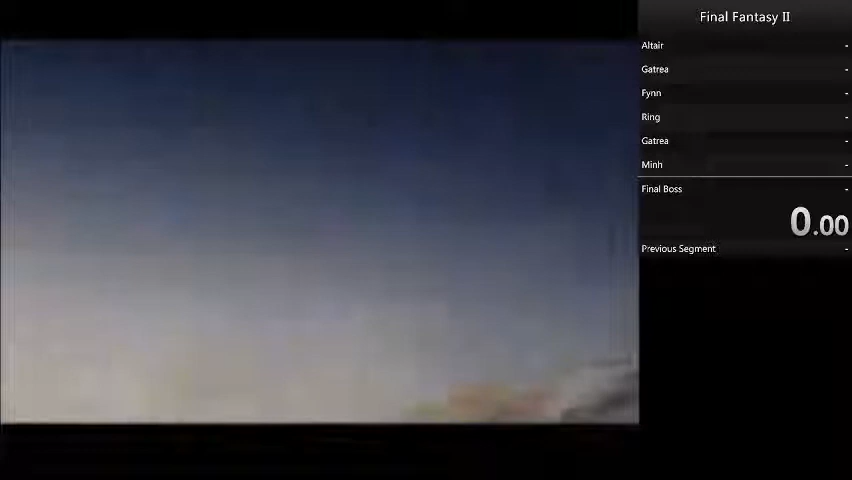 Final Fantasy II
Altair -
Gatrea -
Fynn -
Ring -
Gatrea -
Minh -
Final Boss -
0.00
Previous Segment -